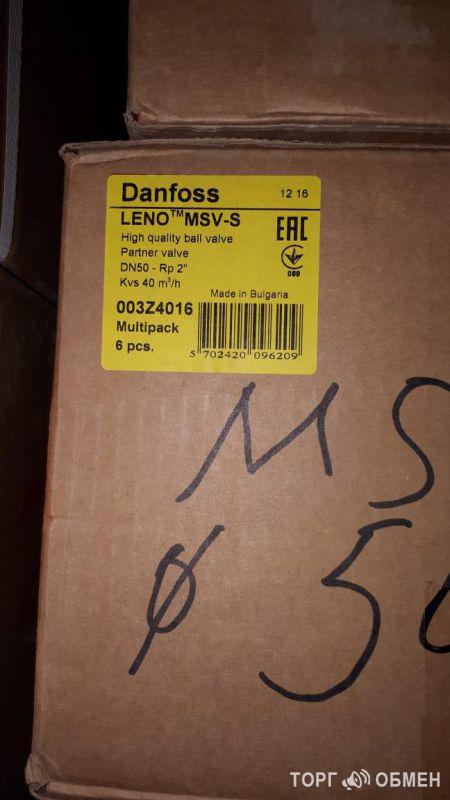 Danfoss 12 16
LENO™MSV-S
High quality ball valve
Partner valve
DN50 - Rp 2"
Kvs 40 m³/h
EAC
089
Made in Bulgaria
003Z4016
Multipack
6 pcs.
5 702420 096209
MS
ø 50
ТОРГ ОБМЕН